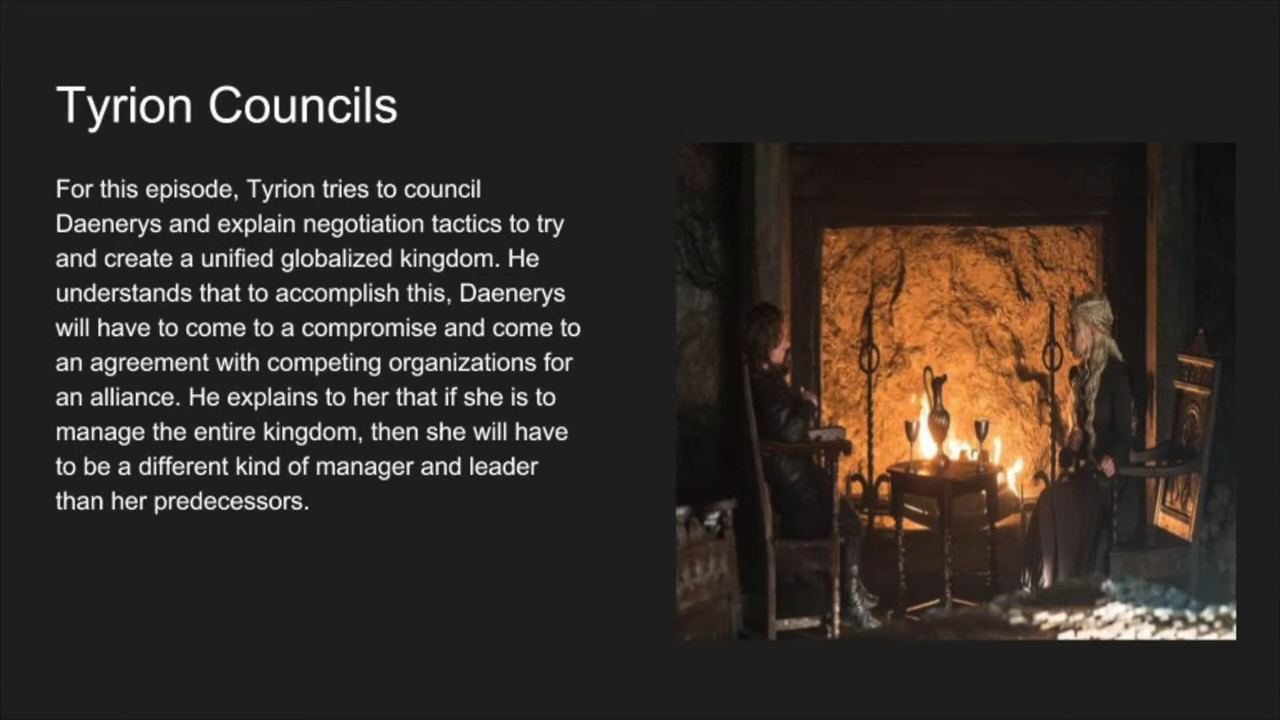 Tyrion Councils
For this episode, Tyrion tries to council
Daenerys and explain negotiation tactics to try
and create a unified globalized kingdom. He
understands that to accomplish this, Daenerys
will have to come to a compromise and come to
an agreement with competing organizations for
an alliance. He explains to her that if she is to
manage the entire kingdom, then she will have
to be a different kind of manager and leader
than her predecessors.